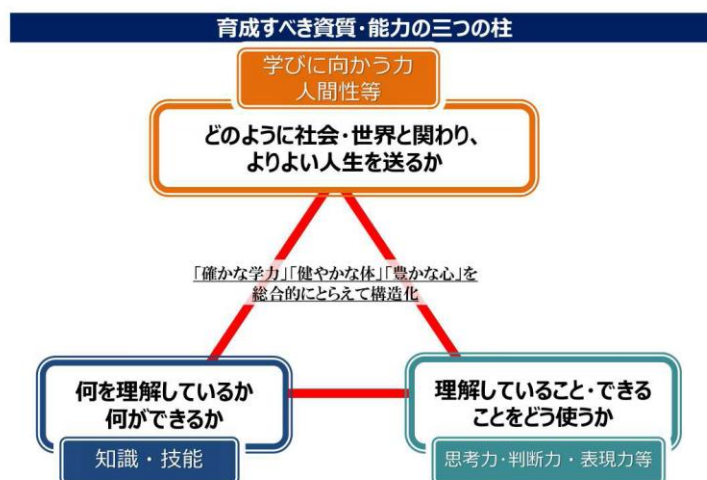 育成すべき資質・能力の三つの柱
学びに向かう力
人間性等
どのように社会・世界と関わり、
よりよい人生を送るか
「確かな学力」「健やかな体」「豊かな心」を
総合的にとらえて構造化
何を理解しているか
何ができるか
知識・技能
理解していること・できる
ことをどう使うか
思考力・判断力・表現力等